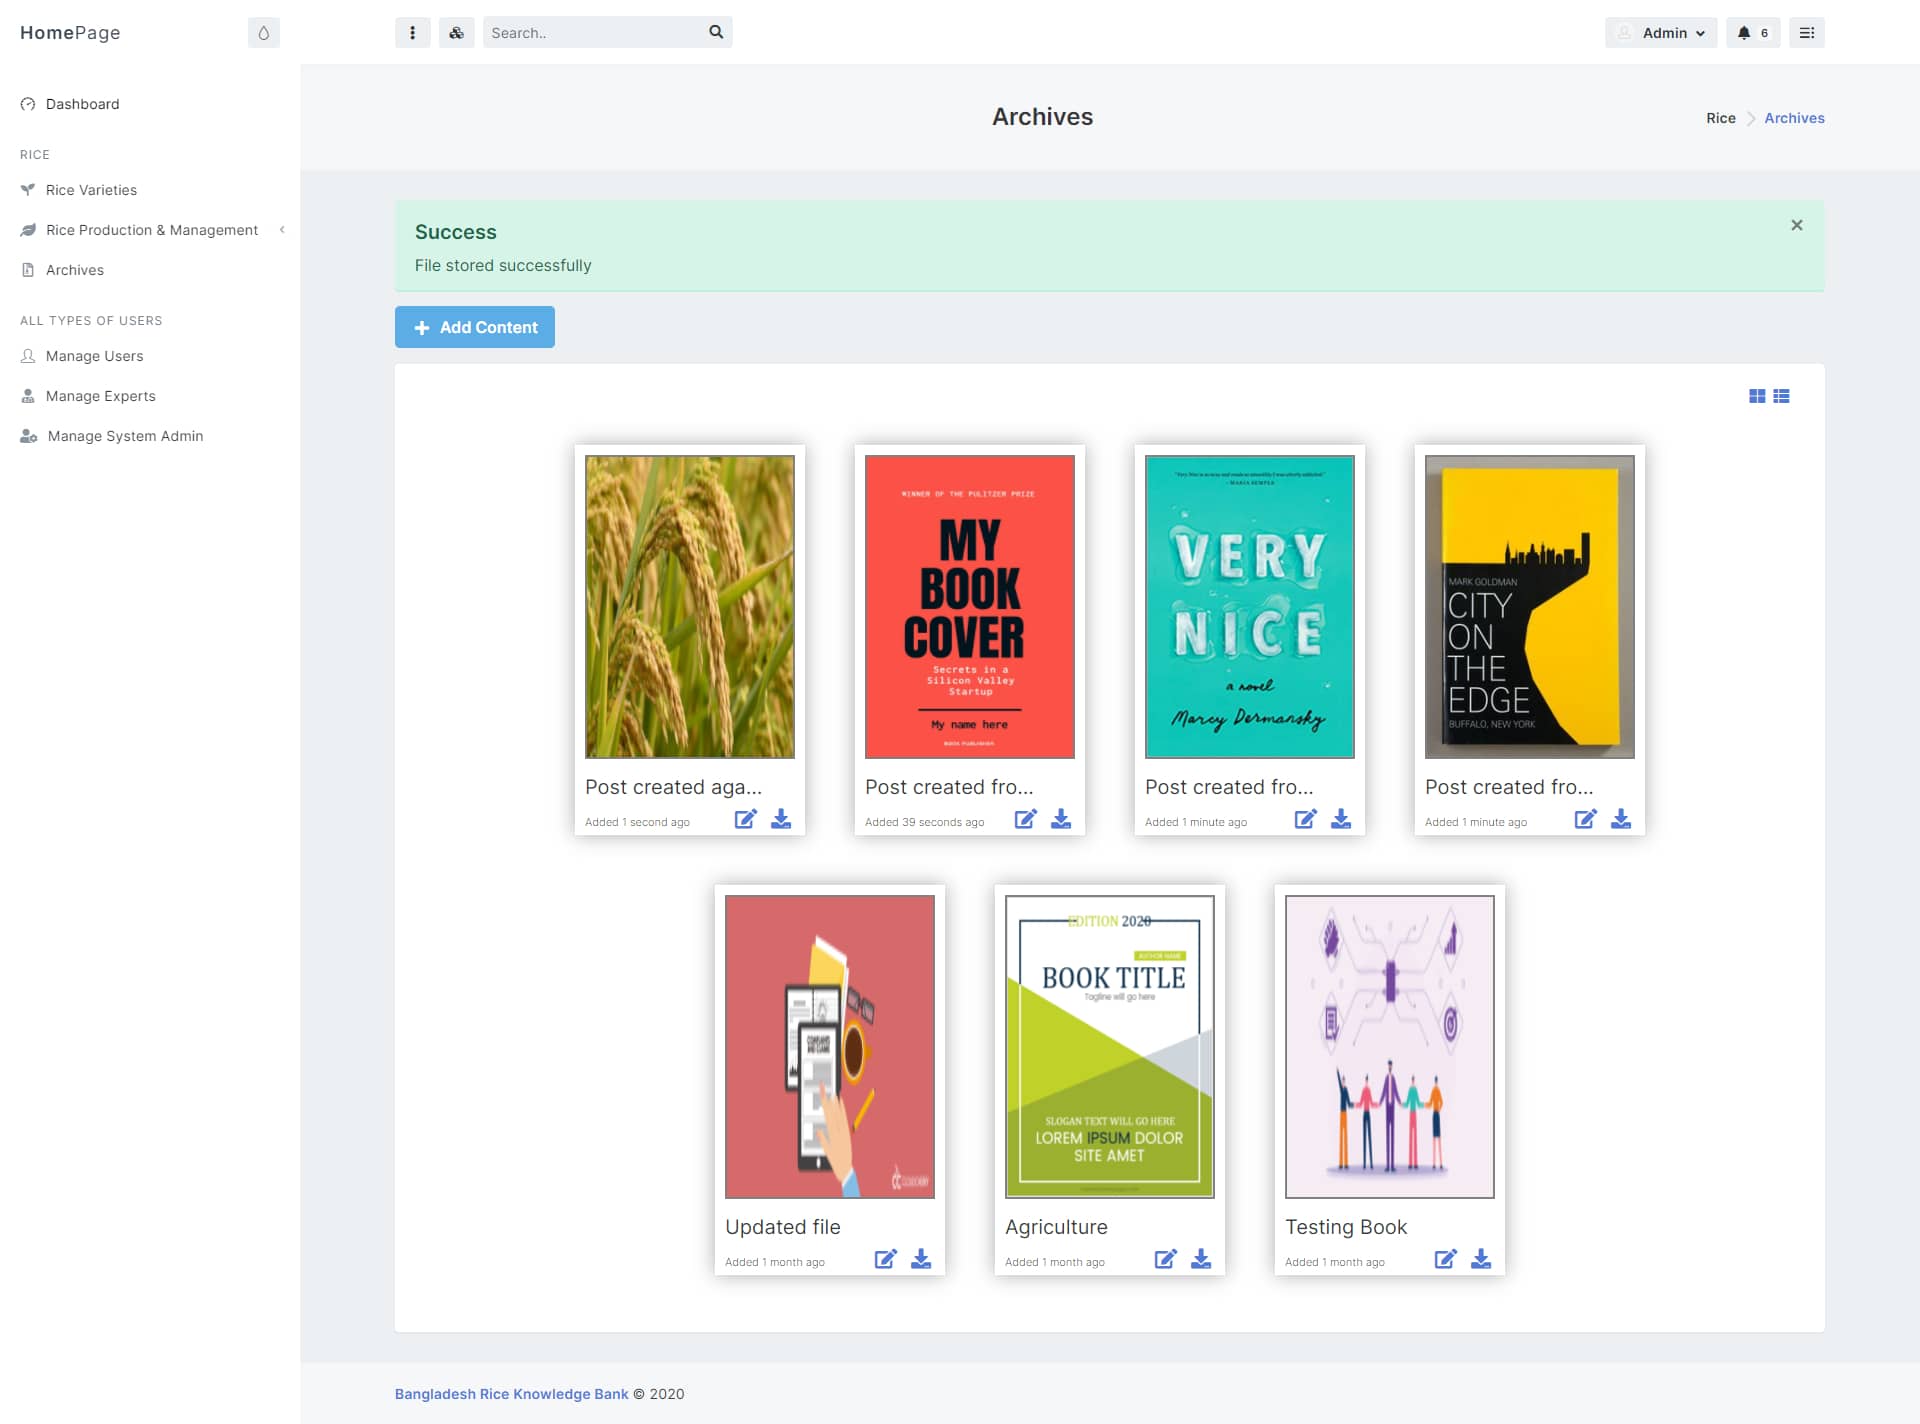 HomePage
Search..
Admin
6
Dashboard
RICE
Rice Varieties
Rice Production & Management
Archives
ALL TYPES OF USERS
Manage Users
Manage Experts
Manage System Admin
Archives
Rice
Archives
Success
File stored successfully
Add Content
WINNER OF THE PULITZER PRIZE
MY
BOOK
COVER
Secrets in a
Silicon Valley
Startup
My name here
Post created aga...
Added 1 second ago
Post created fro...
Added 39 seconds ago
—MARIA SEMPLE
VERY
NICE
a novel
Marcy Dermansky
Post created fro...
Added 1 minute ago
MARK GOLDMAN
CITY
ON
THE
EDGE
BUFFALO, NEW YORK
Post created fro...
Added 1 minute ago
Updated file
Added 1 month ago
EDITION 2020
AUTHOR NAME
BOOK TITLE
Tagline will go here
SLOGAN TEXT WILL GO HERE
LOREM IPSUM DOLOR
SITE AMET
Agriculture
Added 1 month ago
Testing Book
Added 1 month ago
Bangladesh Rice Knowledge Bank © 2020